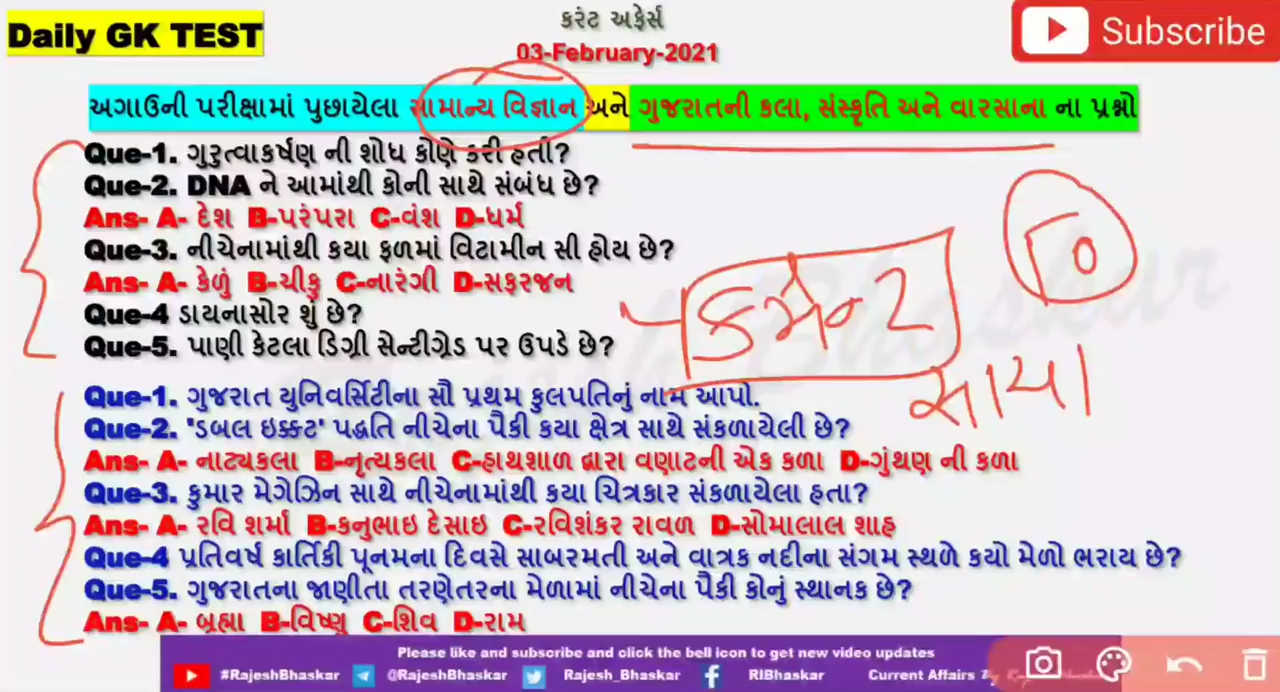 Daily GK TEST
કરંટ અફેર્સ
03-February-2021
Subscribe
અગાઉની પરીક્ષામાં પુછાયેલા સામાન્ય વિજ્ઞાન અને ગુજરાતની કલા, સંસ્કૃતિ અને વારસાના ના પ્રશ્નો
Que-1. ગુરુત્વાકર્ષણ ની શોધ કોણે કરી હતી?
Que-2. DNA ને આમાંથી કોની સાથે સંબંધ છે?
Ans- A- દેશ B-પરંપરા C-વંશ D-ધર્મ
Que-3. નીચેનામાંથી કયા ફળમાં વિટામીન સી હોય છે?
Ans- A- કેળું B-ચીકુ C-નારંગી D-સફરજન
Que-4 ડાયનાસોર શું છે?
Que-5. પાણી કેટલા ડિગ્રી સેન્ટીગ્રેડ પર ઉપડે છે?
કમેન્ટ
10
સાચા
Que-1. ગુજરાત યુનિવર્સિટીના સૌ પ્રથમ કુલપતિનું નામ આપો.
Que-2. 'ડબલ ઇક્કટ' પદ્ધતિ નીચેના પૈકી કયા ક્ષેત્ર સાથે સંકળાયેલી છે?
Ans- A- નાટ્યકલા B-નૃત્યકલા C-હાથશાળ દ્વારા વણાટની એક કળા D-ગુંથણ ની કળા
Que-3. કુમાર મેગેઝિન સાથે નીચેનામાંથી કયા ચિત્રકાર સંકળાયેલા હતા?
Ans- A- રવિ શર્મા B-કનુભાઇ દેસાઇ C-રવિશંકર રાવળ D-સોમાલાલ શાહ
Que-4 પ્રતિવર્ષ કાર્તિકી પૂનમના દિવસે સાબરમતી અને વાત્રક નદીના સંગમ સ્થળે કયો મેળો ભરાય છે?
Que-5. ગુજરાતના જાણીતા તરણેતરના મેળામાં નીચેના પૈકી કોનું સ્થાનક છે?
Ans- A- બ્રહ્મા B-વિષ્ણુ C-શિવ D-રામ
Please like and subscribe and click the bell icon to get new video updates
#RajeshBhaskar @RajeshBhaskar Rajesh_Bhaskar RIBhaskar Current Affairs